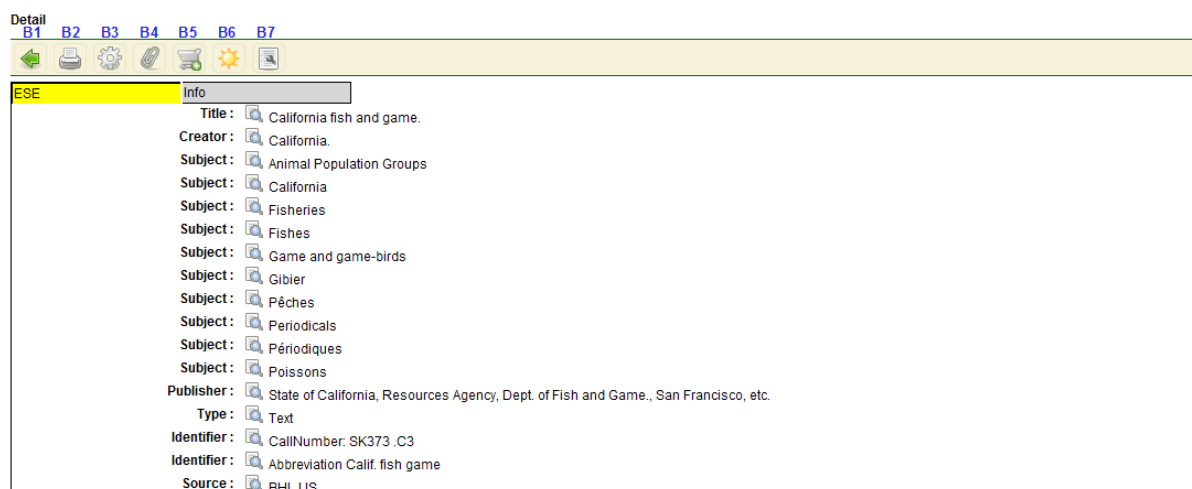 Detail
B1 B2 B3 B4 B5 B6 B7
ESE Info
Title : California fish and game.
Creator : California.
Subject : Animal Population Groups
Subject : California
Subject : Fisheries
Subject : Fishes
Subject : Game and game-birds
Subject : Gibier
Subject : Pêches
Subject : Periodicals
Subject : Périodiques
Subject : Poissons
Publisher : State of California, Resources Agency, Dept. of Fish and Game., San Francisco, etc.
Type : Text
Identifier : CallNumber: SK373 .C3
Identifier : Abbreviation Calif. fish game
Source : BHL US